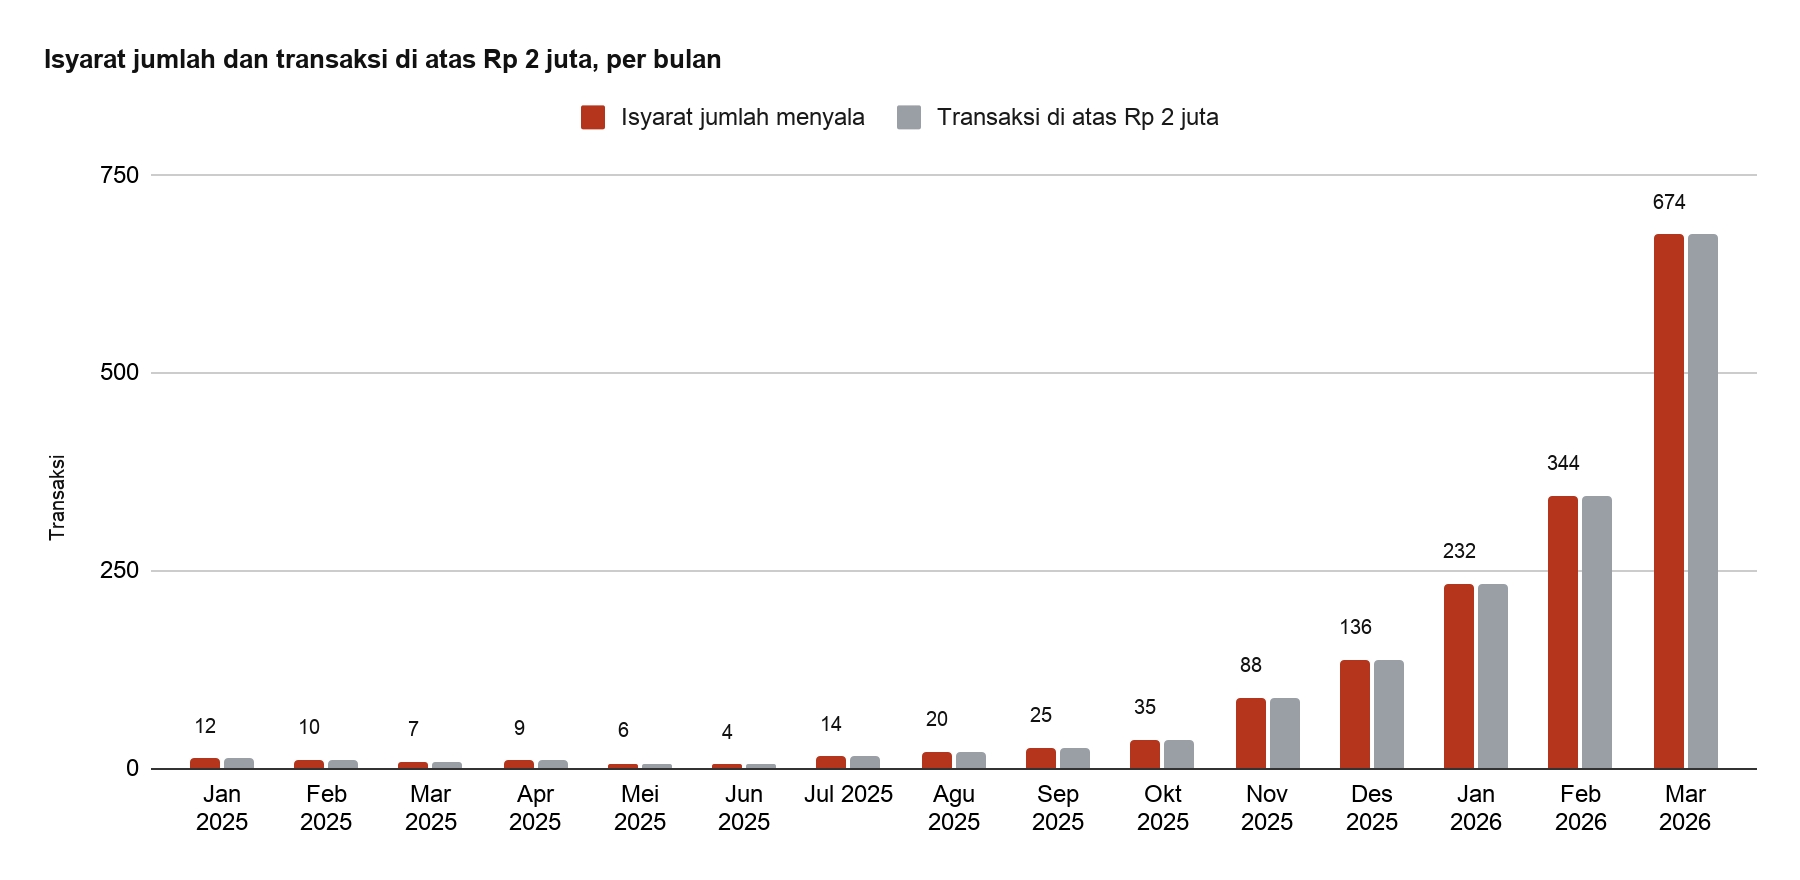 Isyarat jumlah dan transaksi di atas Rp 2 juta, per bulan
Isyarat jumlah menyala
Transaksi di atas Rp 2 juta
750
500
250
0
Transaksi
12
10
7
9
6
4
14
20
25
35
88
136
232
344
674
Jan
2025
Feb
2025
Mar
2025
Apr
2025
Mei
2025
Jun
2025
Jul 2025
Agu
2025
Sep
2025
Okt
2025
Nov
2025
Des
2025
Jan
2026
Feb
2026
Mar
2026